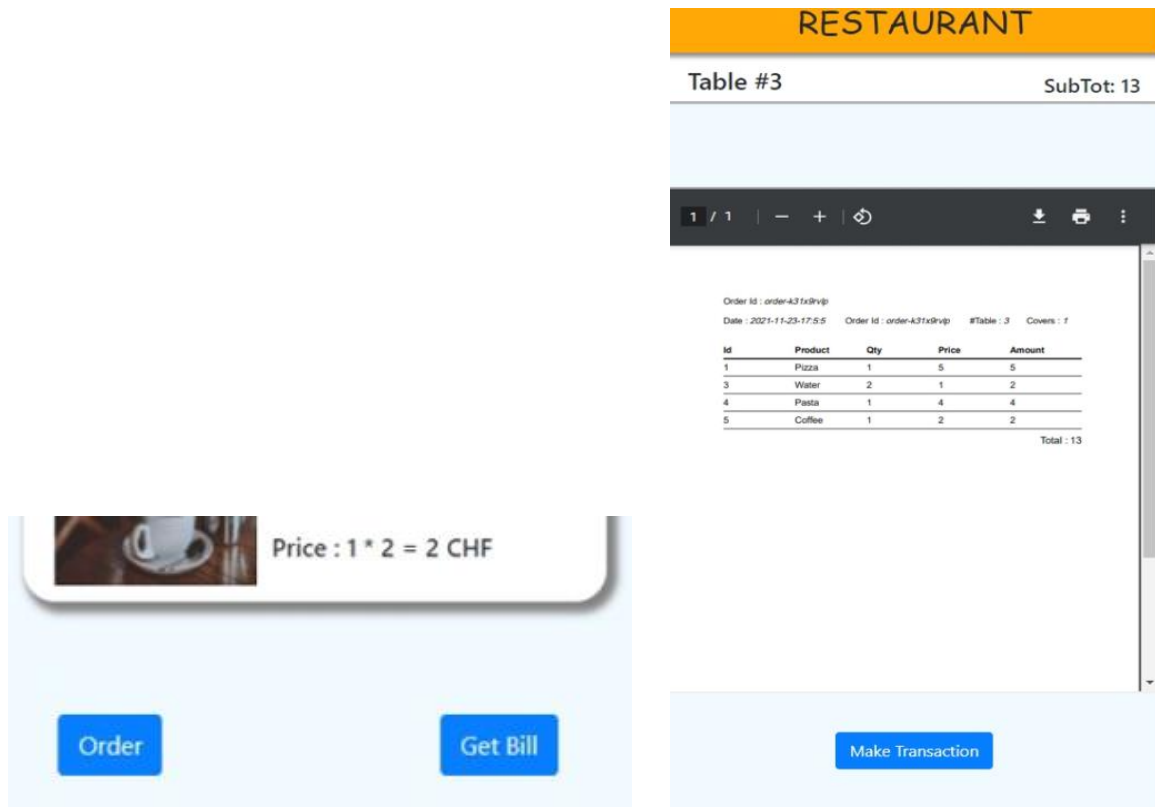 Price : 1 * 2 = 2 CHF
Order Get Bill
RESTAURANT
Table #3 SubTot: 13
1 / 1
Order Id : order-k31x9rvlp
Date : 2021-11-23-17:5:5 Order Id : order-k31x9rvlp #Table : 3 Covers : 1
Id Product Qty Price Amount
1 Pizza 1 5 5
3 Water 2 1 2
4 Pasta 1 4 4
5 Coffee 1 2 2
Total : 13
Make Transaction